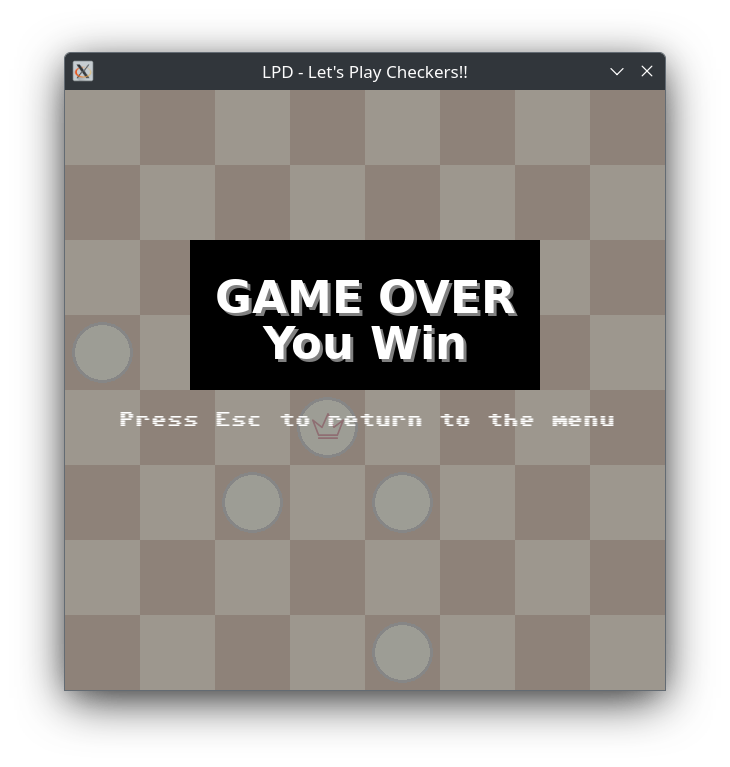 LPD - Let's Play Checkers!!
GAME OVER
You Win
Press Esc to return to the menu